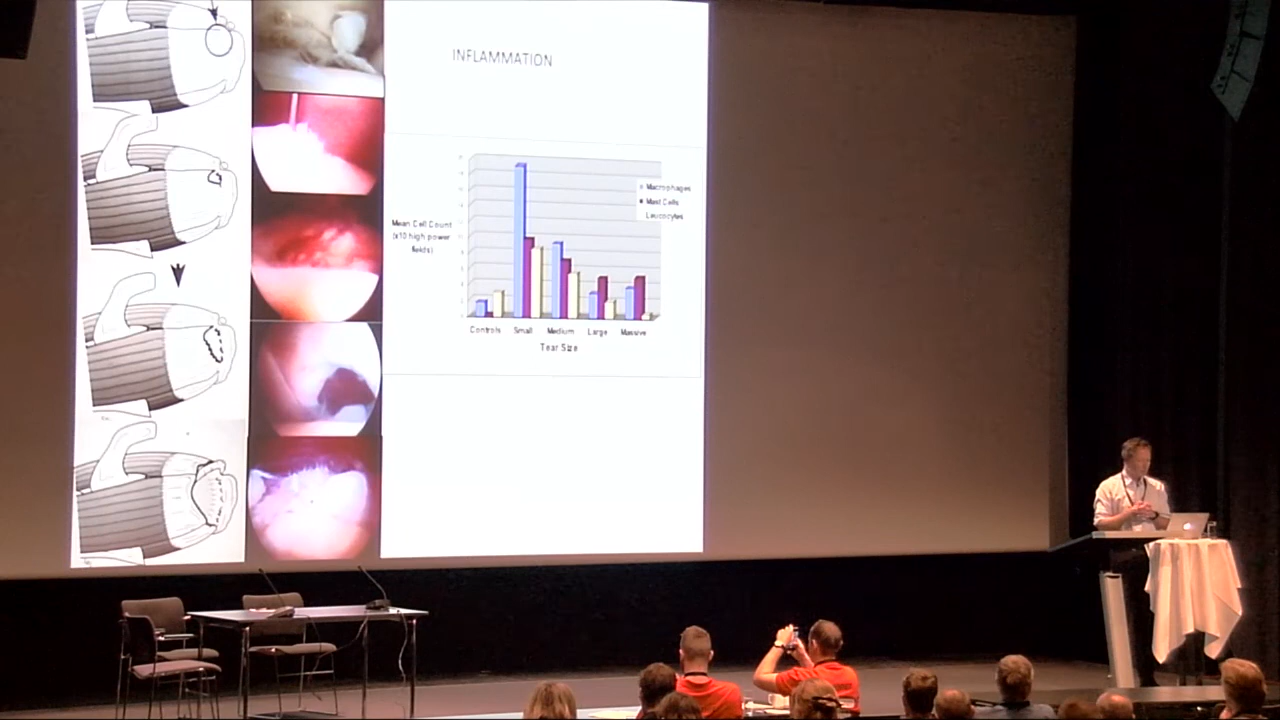 INFLAMMATION
Mean Cell Count
(x10 high power
fields)
Macrophages
Mast Cells
Leucocytes
Controls Small Medium Large Massive
Tear Size